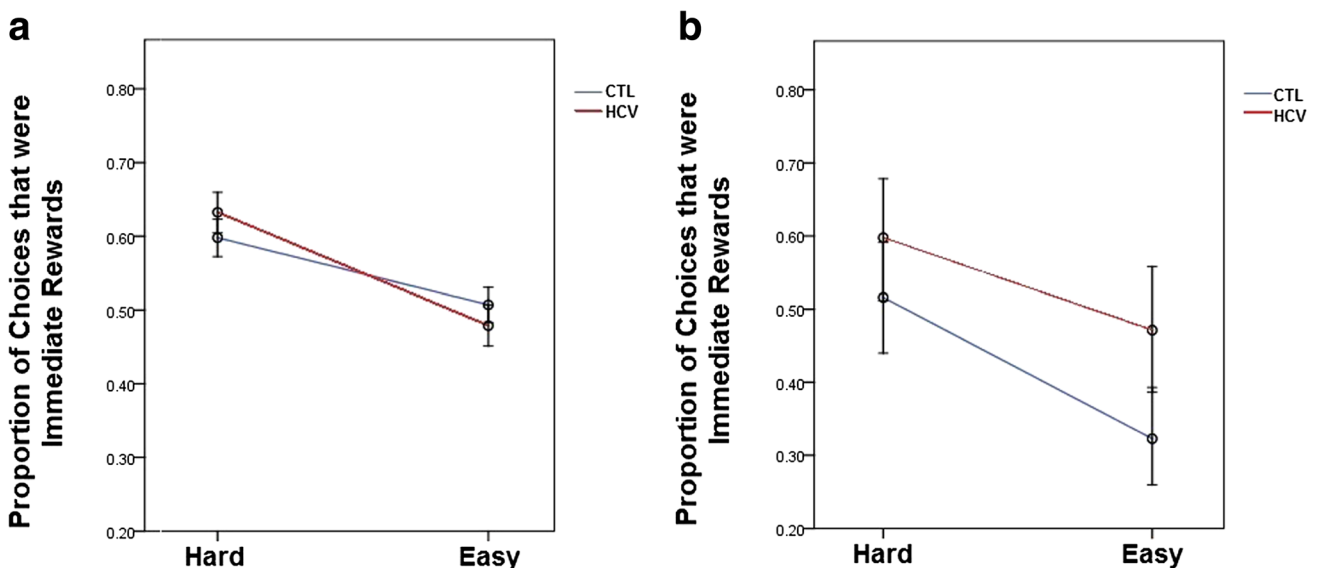 a
Proportion of Choices that were
Immediate Rewards
0.80
0.70
0.60
0.50
0.40
0.30
0.20
Hard
Easy
CTL
HCV
b
Proportion of Choices that were
Immediate Rewards
0.80
0.70
0.60
0.50
0.40
0.30
0.20
Hard
Easy
CTL
HCV